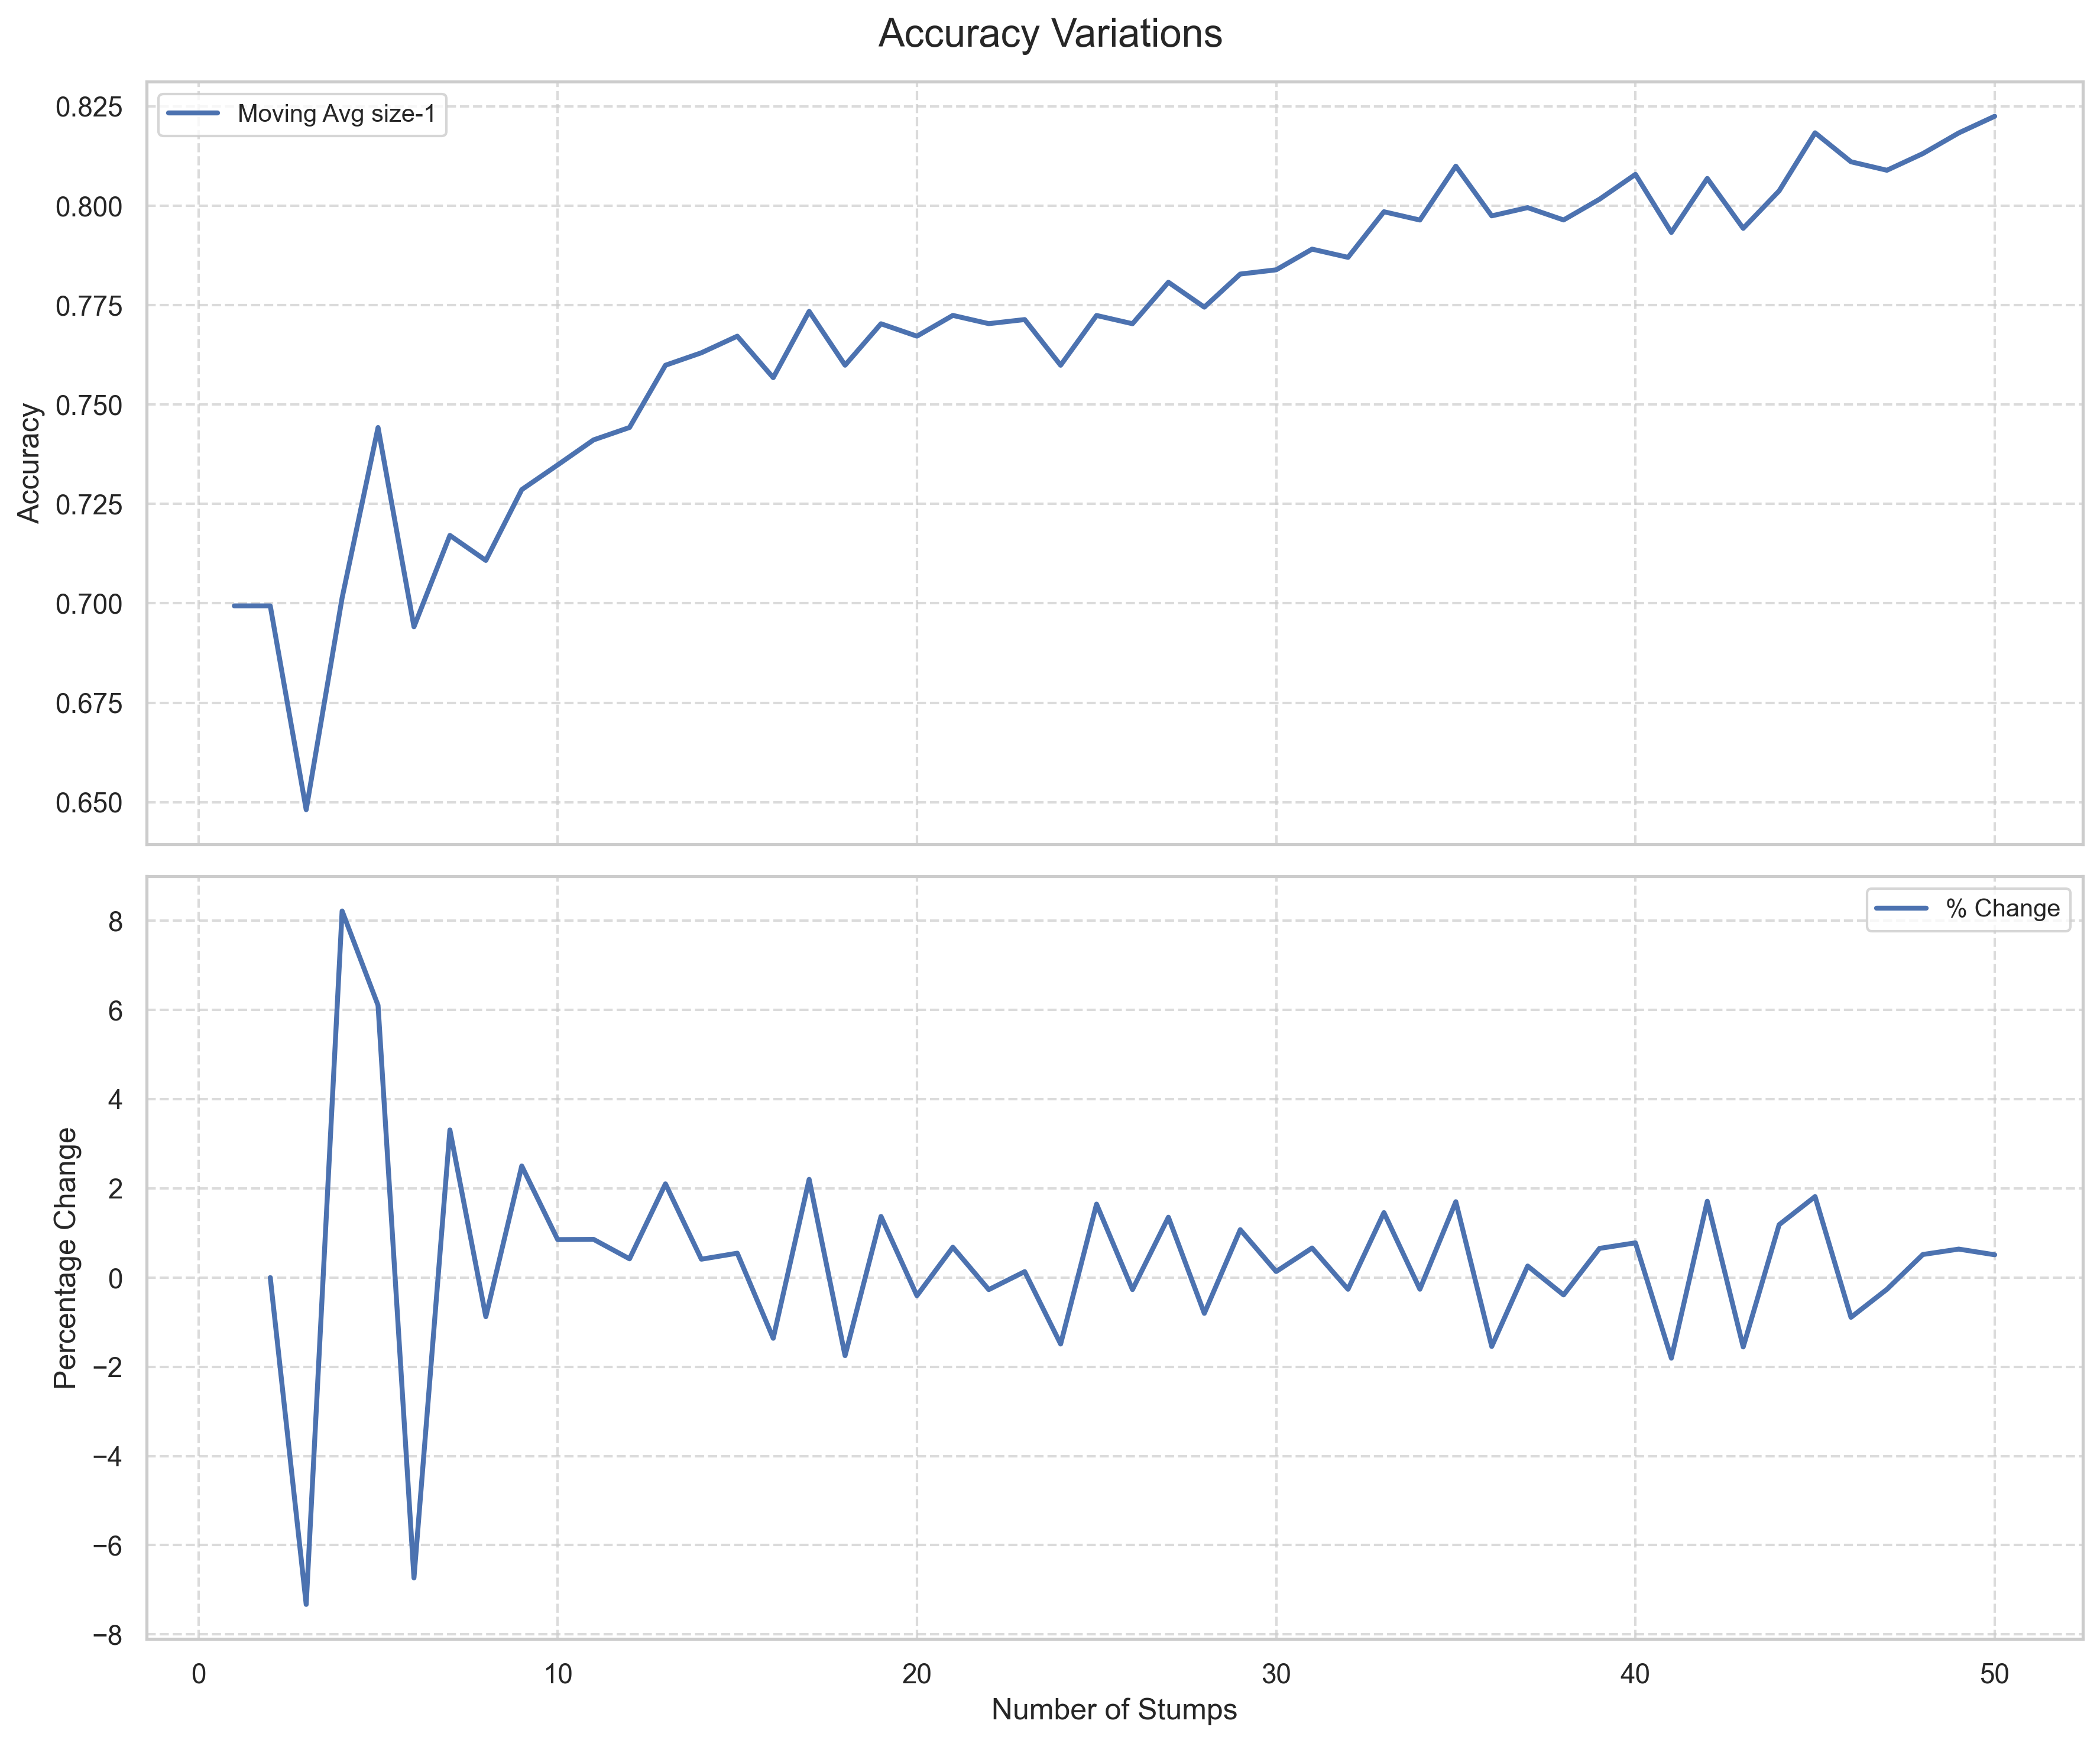 Accuracy Variations
Moving Avg size-1
Accuracy
0.825
0.800
0.775
0.750
0.725
0.700
0.675
0.650
% Change
Percentage Change
8
6
4
2
0
−2
−4
−6
−8
0 10 20 30 40 50
Number of Stumps